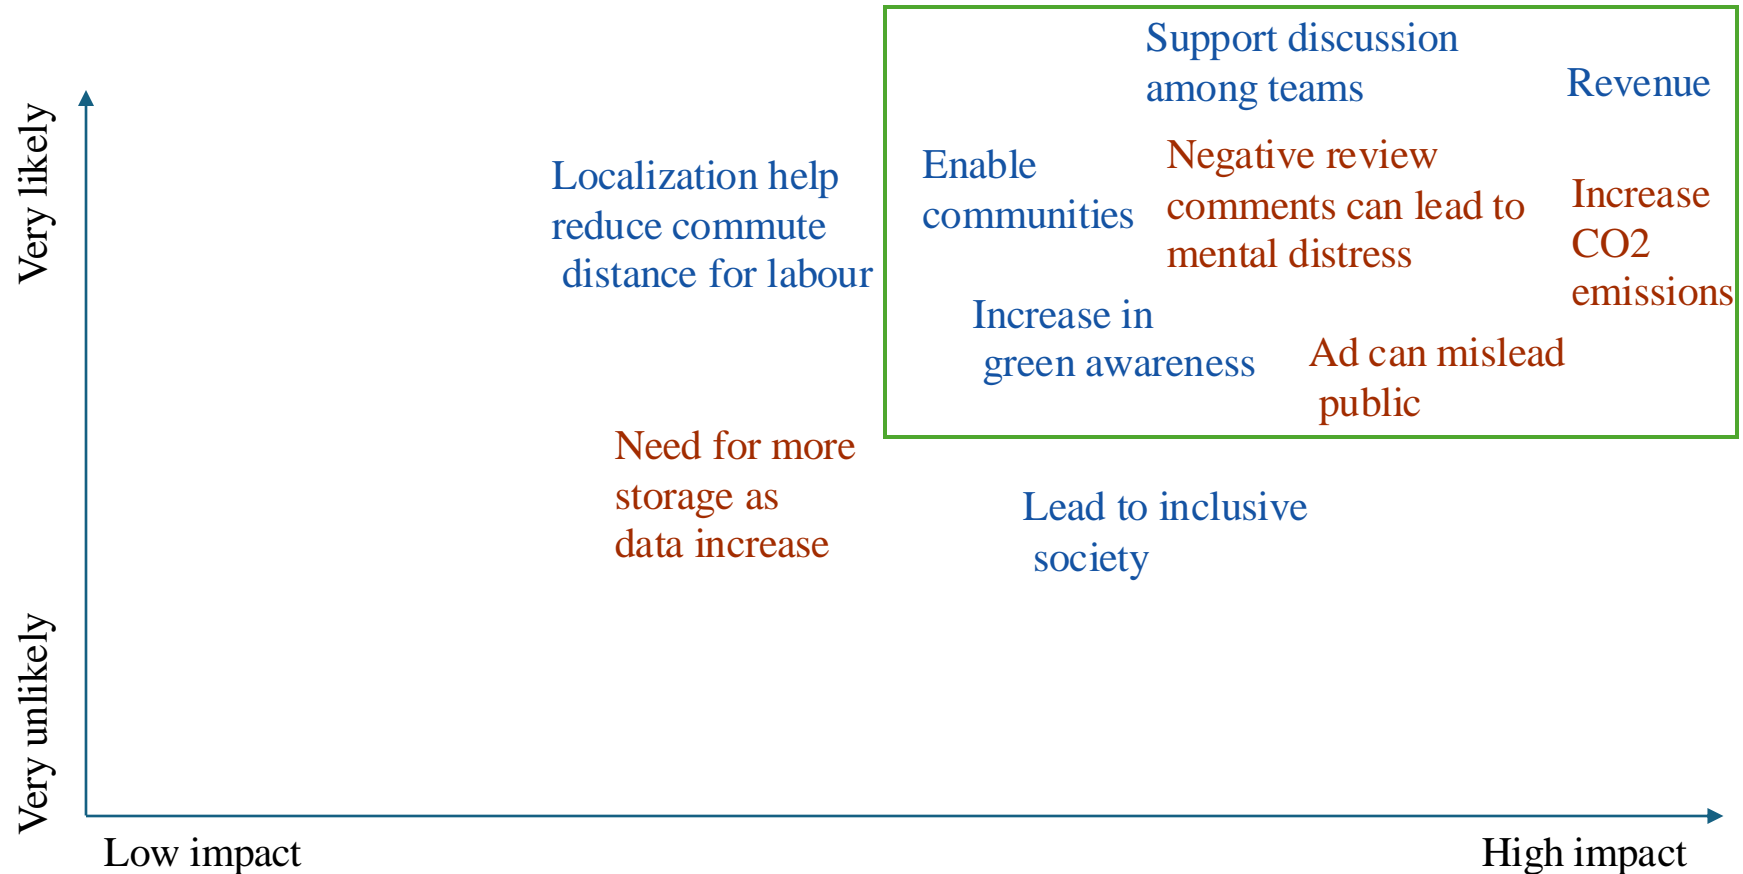 Very likely
Very unlikely
Support discussion
among teams
Revenue
Localization help
reduce commute
distance for labour
Enable
communities
Negative review
comments can lead to
mental distress
Increase
CO2
emissions
Increase in
green awareness
Ad can mislead
public
Need for more
storage as
data increase
Lead to inclusive
society
Low impact
High impact